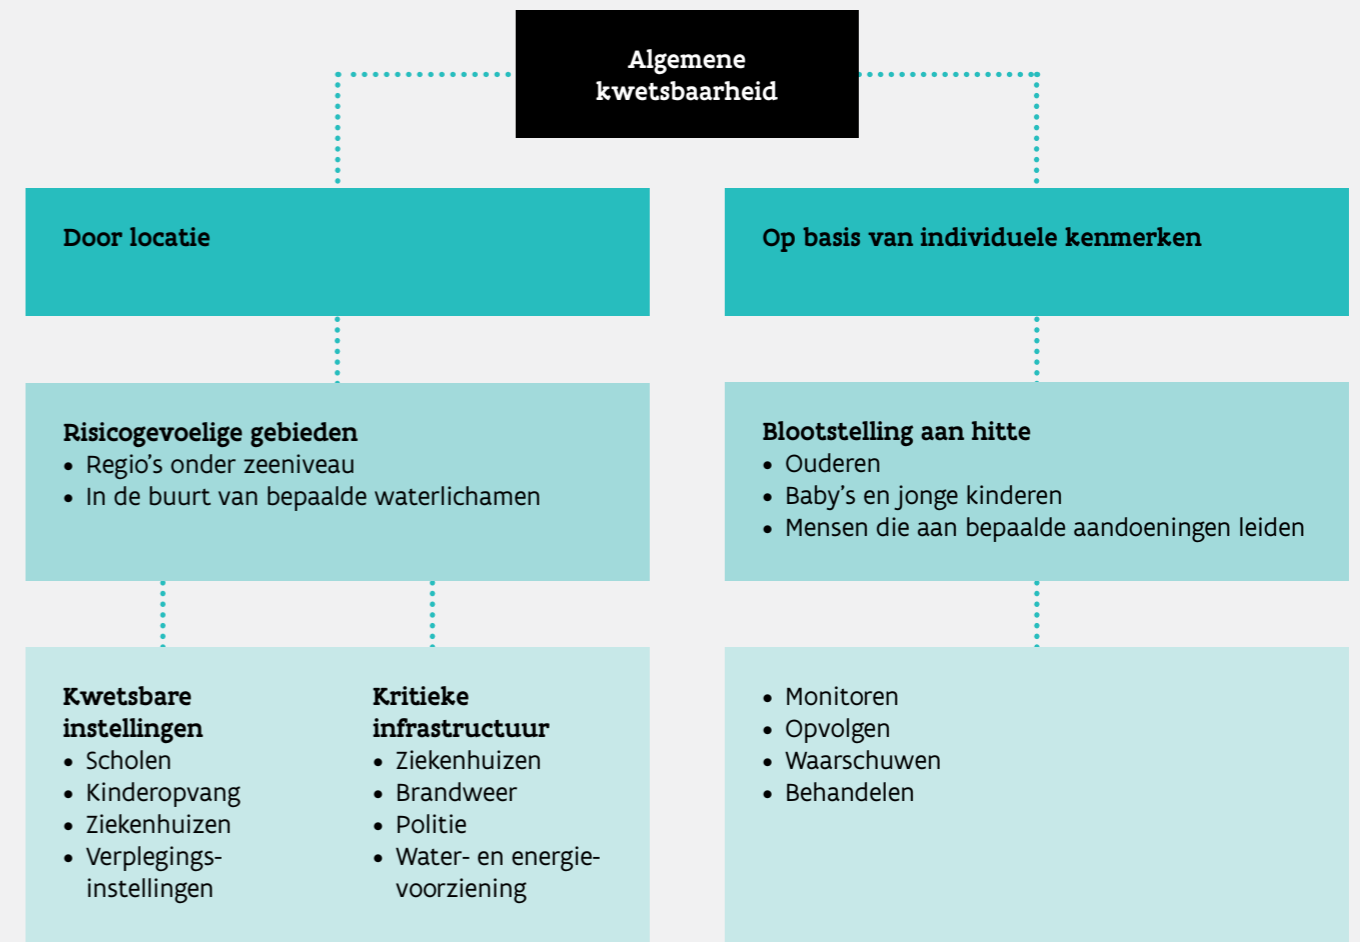 Algemene
kwetsbaarheid
Door locatie
Risicogevoelige gebieden
• Regio's onder zeeniveau
• In de buurt van bepaalde waterlichamen
Kwetsbare
instellingen
• Scholen
• Kinderopvang
• Ziekenhuizen
• Verplegings-
instellingen
Kritieke
infrastructuur
• Ziekenhuizen
• Brandweer
• Politie
• Water- en energie-
voorziening
Op basis van individuele kenmerken
Blootstelling aan hitte
• Ouderen
• Baby's en jonge kinderen
• Mensen die aan bepaalde aandoeningen leiden
• Monitoren
• Opvolgen
• Waarschuwen
• Behandelen